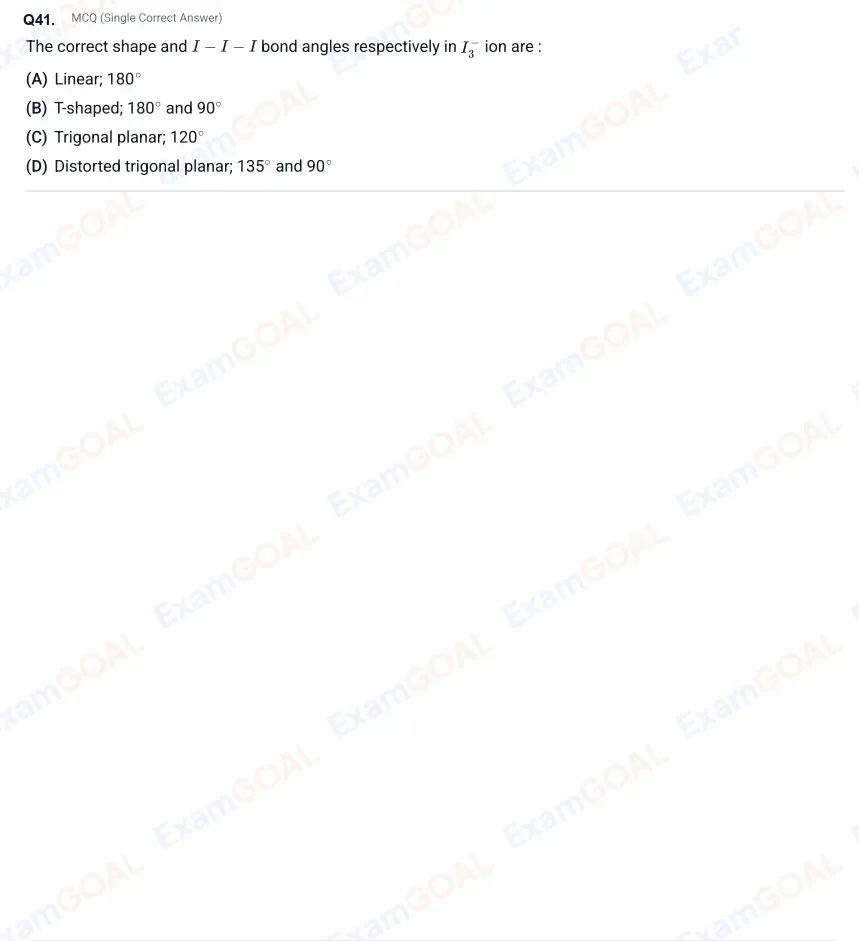 Q41. MCQ (Single Correct Answer)
The correct shape and I − I − I bond angles respectively in I₃⁻ ion are :
(A) Linear; 180°
(B) T-shaped; 180° and 90°
(C) Trigonal planar; 120°
(D) Distorted trigonal planar; 135° and 90°
ExamGOAL